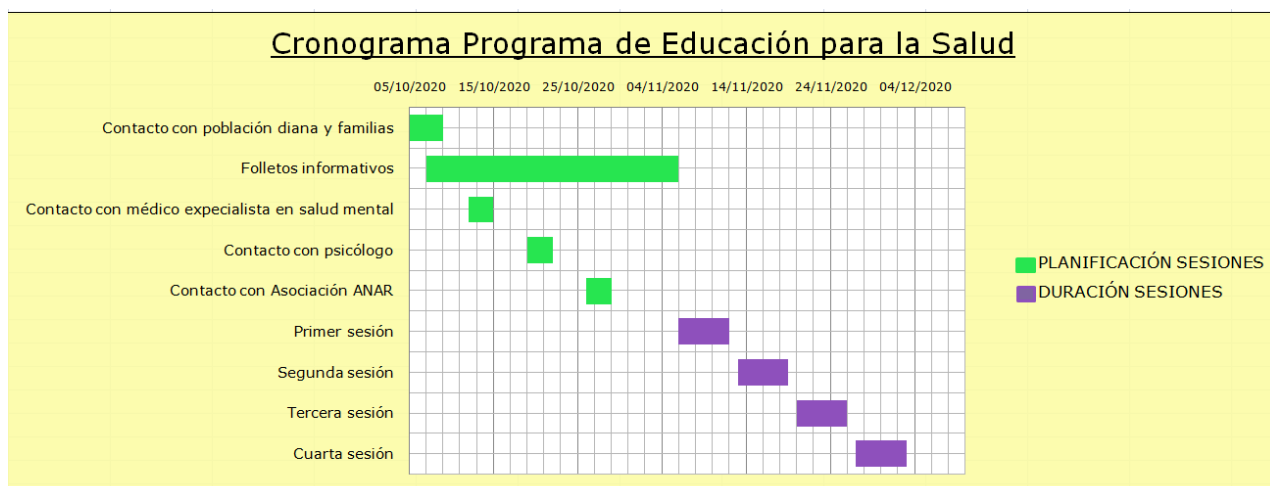 Cronograma Programa de Educación para la Salud
05/10/2020 15/10/2020 25/10/2020 04/11/2020 14/11/2020 24/11/2020 04/12/2020
Contacto con población diana y familias
Folletos informativos
Contacto con médico expecialista en salud mental
Contacto con psicólogo
Contacto con Asociación ANAR
Primer sesión
Segunda sesión
Tercera sesión
Cuarta sesión
PLANIFICACIÓN SESIONES
DURACIÓN SESIONES